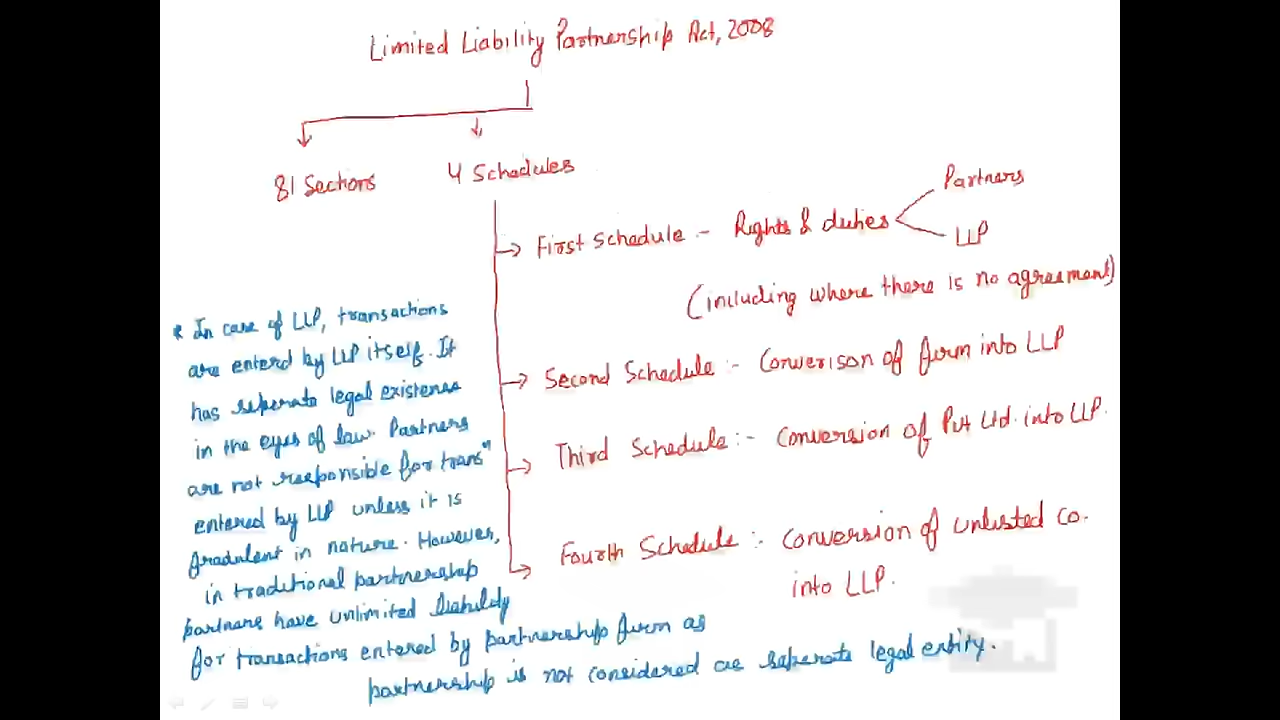 Limited Liability Partnership Act, 2008
81 Sections
4 Schedules
First Schedule :- Rights & duties
Partners
LLP
(including where there is no agreement)
Second Schedule :- Converison of firm into LLP
Third Schedule :- Conversion of Pvt Ltd. into LLP.
Fourth Schedule :- Conversion of unlisted co.
into LLP.
* In case of LLP, transactions
are entered by LLP itself. It
has seperate legal existense
in the eyes of law. Partners
are not responsible for transⁿ
entered by LLP unless it is
fradulent in nature. However,
in traditional partnership
partners have unlimited liability
for transactions entered by partnership firm as
partnership is not considered as seperate legal entity.